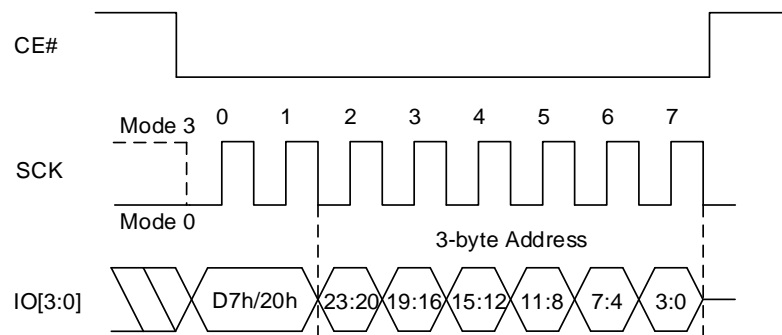 CE#
Mode 3 0 1 2 3 4 5 6 7
SCK
Mode 0
3-byte Address
IO[3:0] D7h/20h 23:20 19:16 15:12 11:8 7:4 3:0